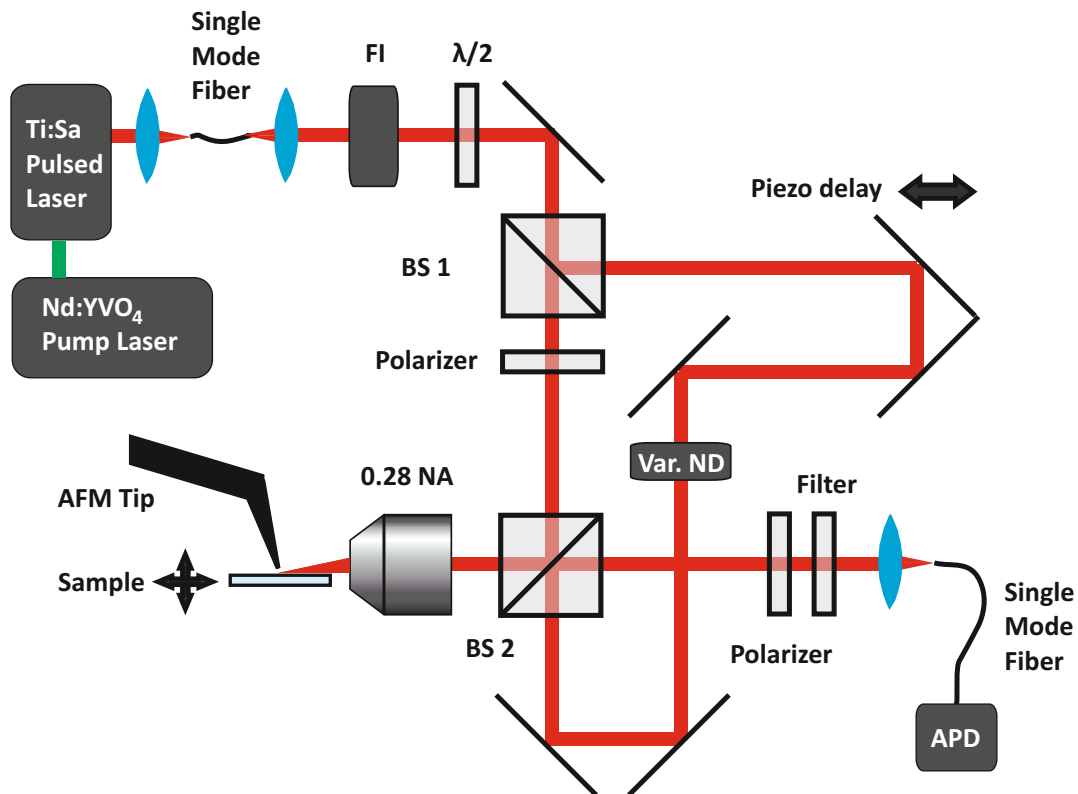 Single
Mode
Fiber
FI
λ/2
Ti:Sa
Pulsed
Laser
Piezo delay
BS 1
Nd:YVO₄
Pump Laser
Polarizer
Var. ND
0.28 NA
Filter
AFM Tip
Sample
Single
Mode
Fiber
BS 2
Polarizer
APD